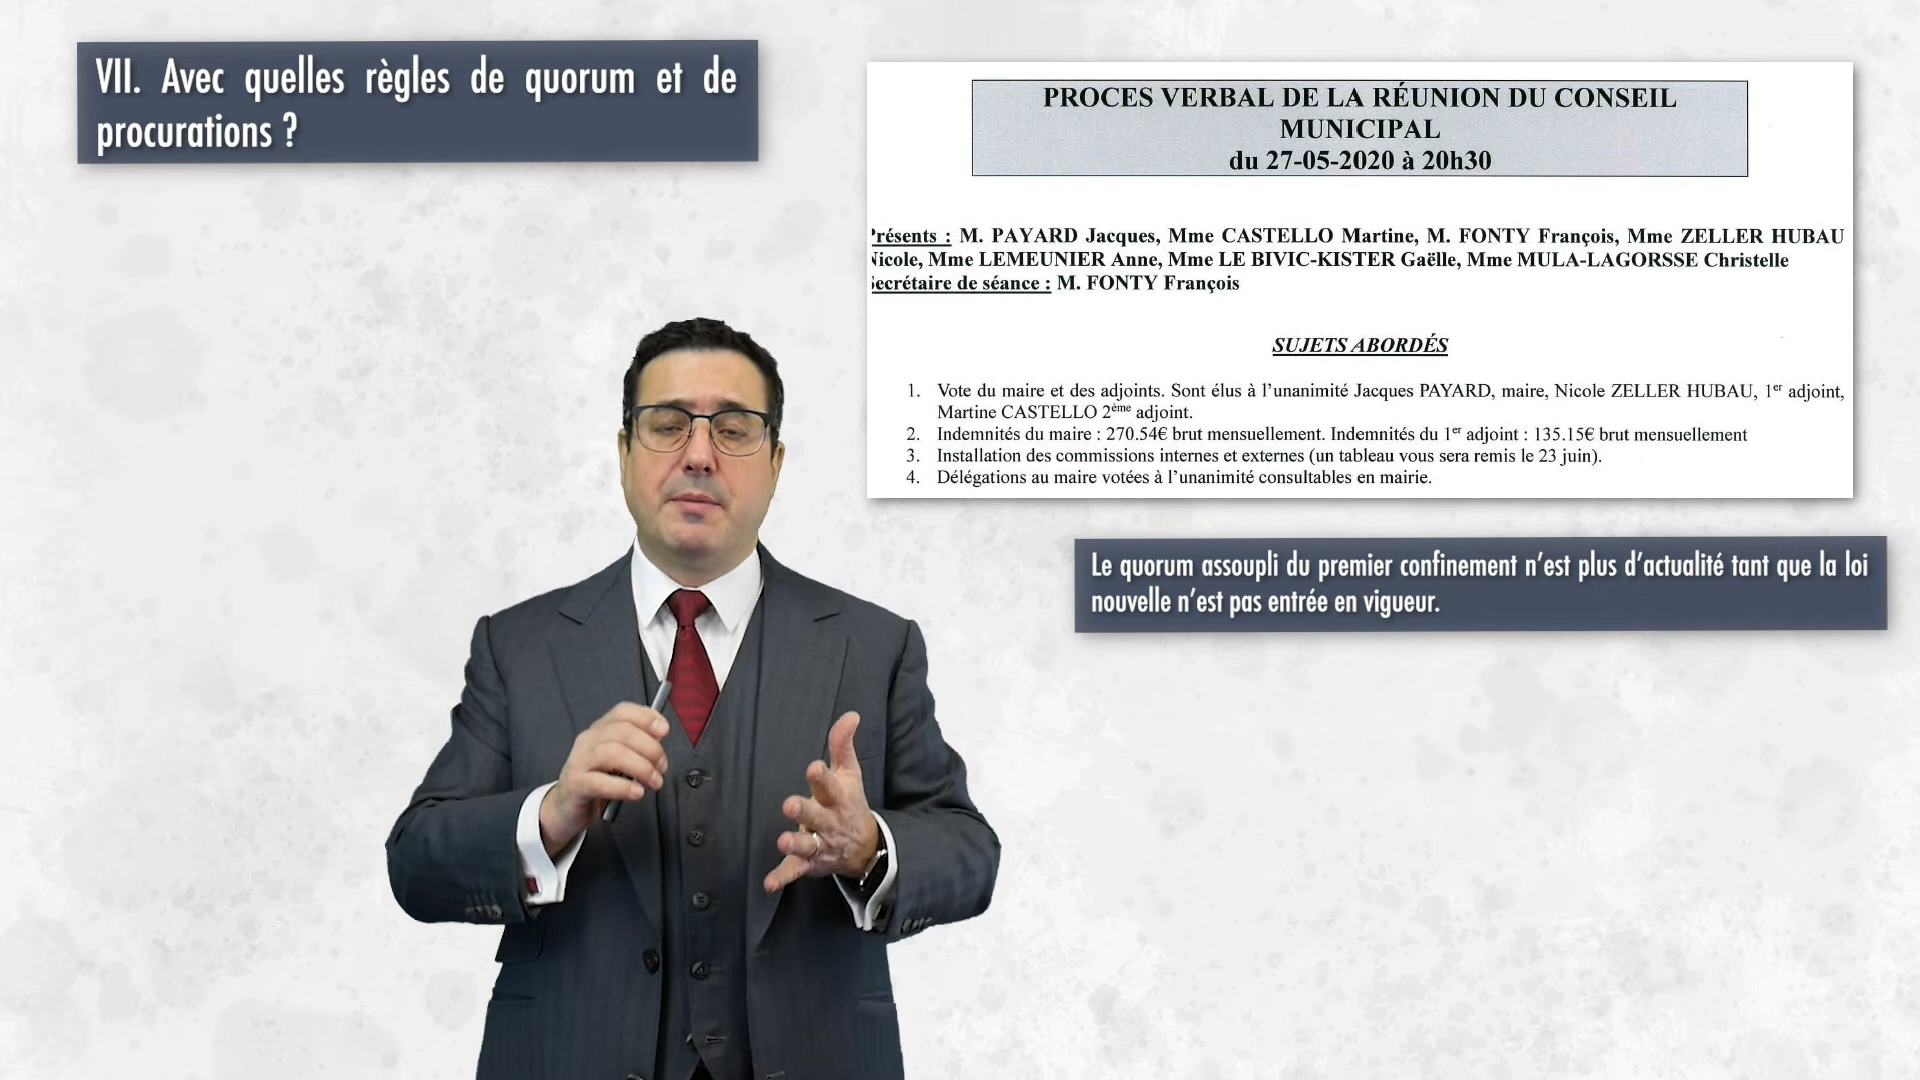 VII. Avec quelles règles de quorum et de
procurations ?
PROCES VERBAL DE LA RÉUNION DU CONSEIL
MUNICIPAL
du 27-05-2020 à 20h30
Présents : M. PAYARD Jacques, Mme CASTELLO Martine, M. FONTY François, Mme ZELLER HUBAU
Nicole, Mme LEMEUNIER Anne, Mme LE BIVIC-KISTER Gaëlle, Mme MULA-LAGORSSE Christelle
Secrétaire de séance : M. FONTY François
SUJETS ABORDÉS
1. Vote du maire et des adjoints. Sont élus à l'unanimité Jacques PAYARD, maire, Nicole ZELLER HUBAU, 1er adjoint,
Martine CASTELLO 2ème adjoint.
2. Indemnités du maire : 270.54€ brut mensuellement. Indemnités du 1er adjoint : 135.15€ brut mensuellement
3. Installation des commissions internes et externes (un tableau vous sera remis le 23 juin).
4. Délégations au maire votées à l'unanimité consultables en mairie.
Le quorum assoupli du premier confinement n'est plus d'actualité tant que la loi
nouvelle n'est pas entrée en vigueur.